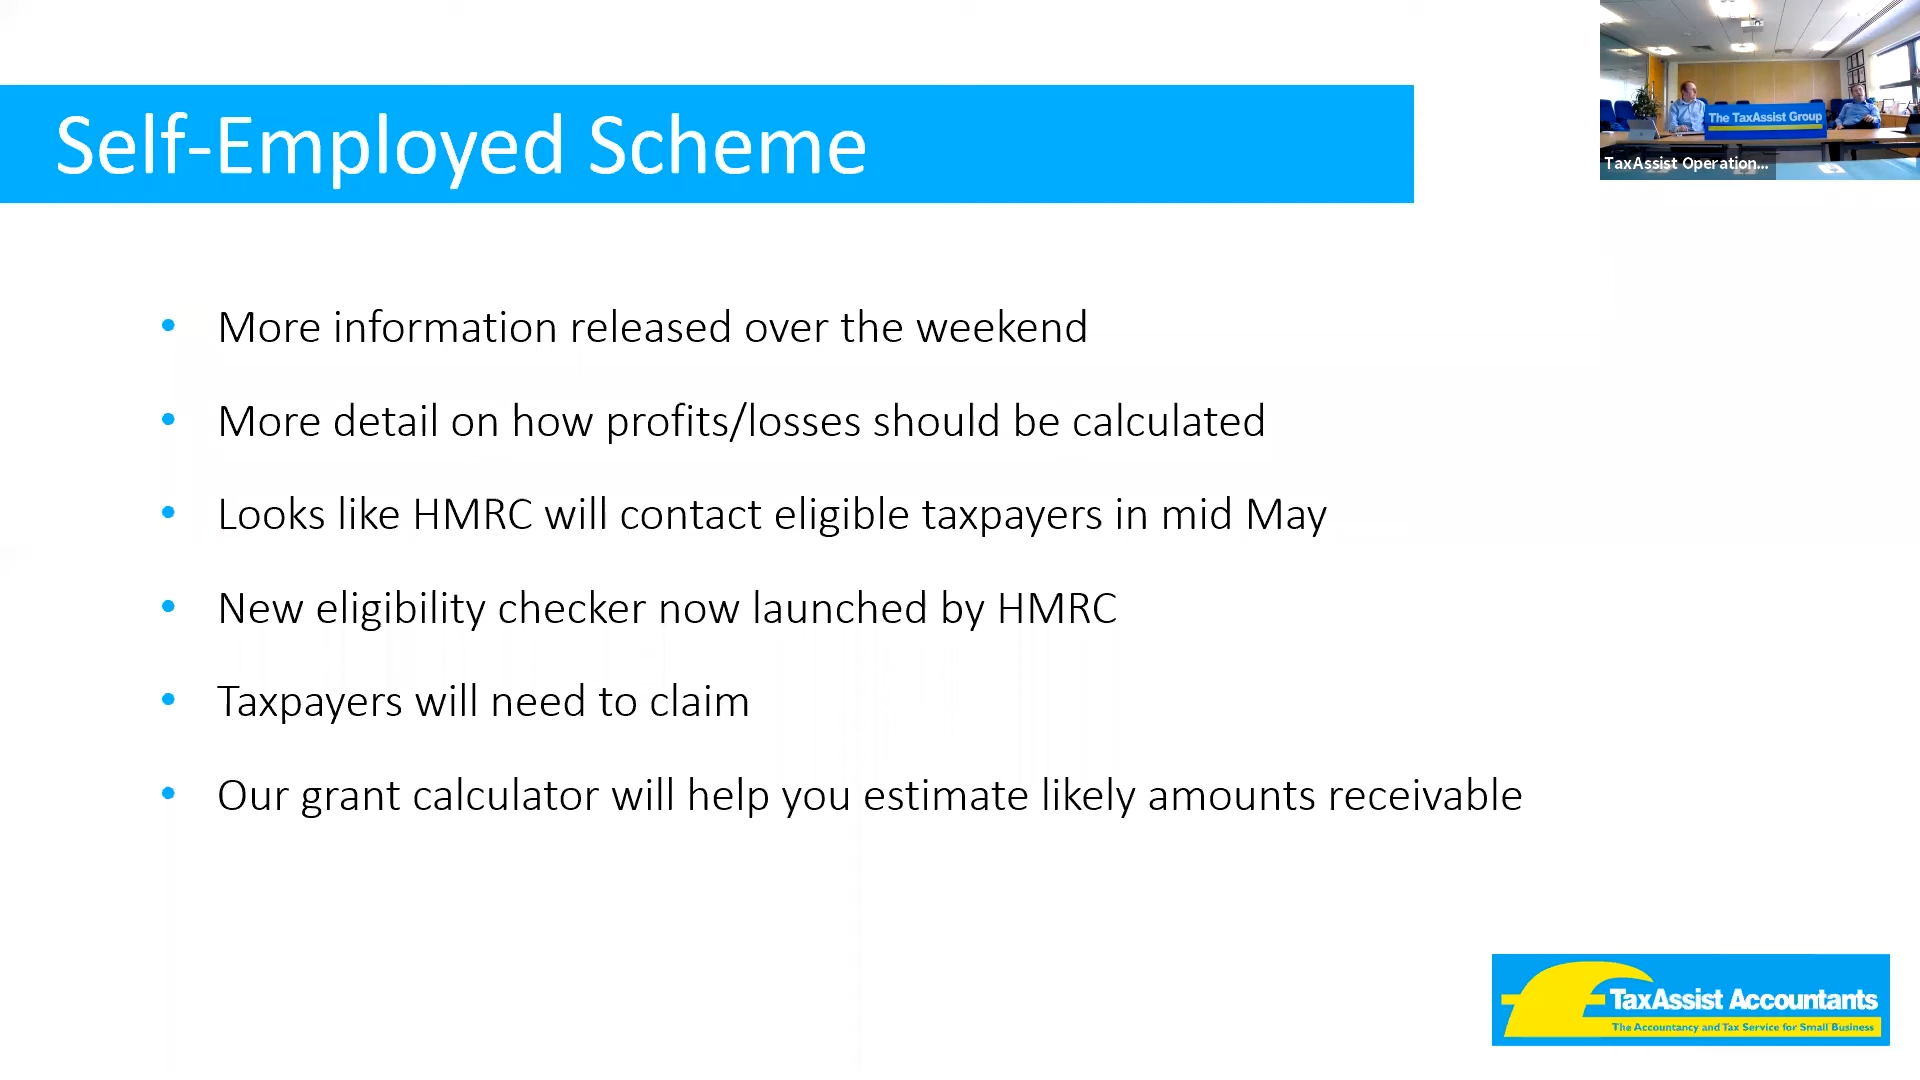 Self-Employed Scheme
The TaxAssist Group
TaxAssist Operation...
• More information released over the weekend
• More detail on how profits/losses should be calculated
• Looks like HMRC will contact eligible taxpayers in mid May
• New eligibility checker now launched by HMRC
• Taxpayers will need to claim
• Our grant calculator will help you estimate likely amounts receivable
TaxAssist Accountants
The Accountancy and Tax Service for Small Business